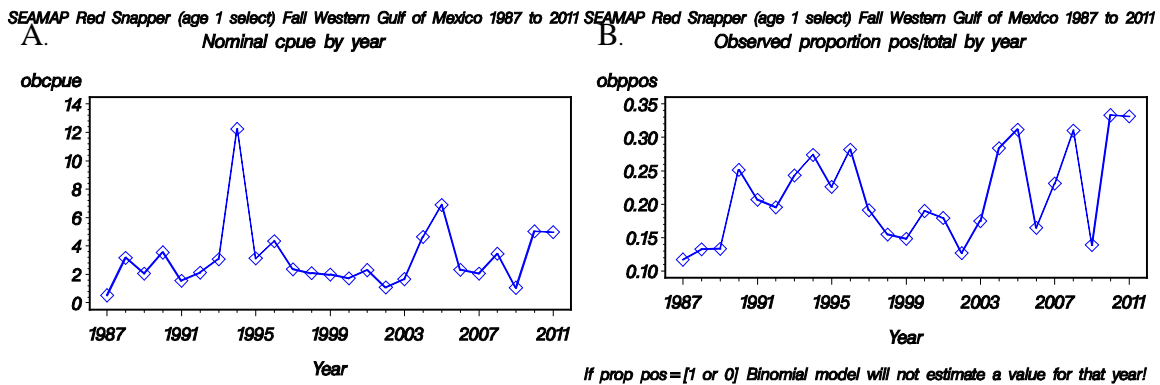 SEAMAP Red Snapper (age 1 select) Fall Western Gulf of Mexico 1987 to 2011
A.
Nominal cpue by year
obcpue
14
12
10
8
6
4
2
0
1987 1991 1995 1999 2003 2007 2011
Year
SEAMAP Red Snapper (age 1 select) Fall Western Gulf of Mexico 1987 to 2011
B.
Observed proportion pos/total by year
obppos
0.35
0.30
0.25
0.20
0.15
0.10
1987 1991 1995 1999 2003 2007 2011
Year
If prop pos=[1 or 0] Binomial model will not estimate a value for that year!